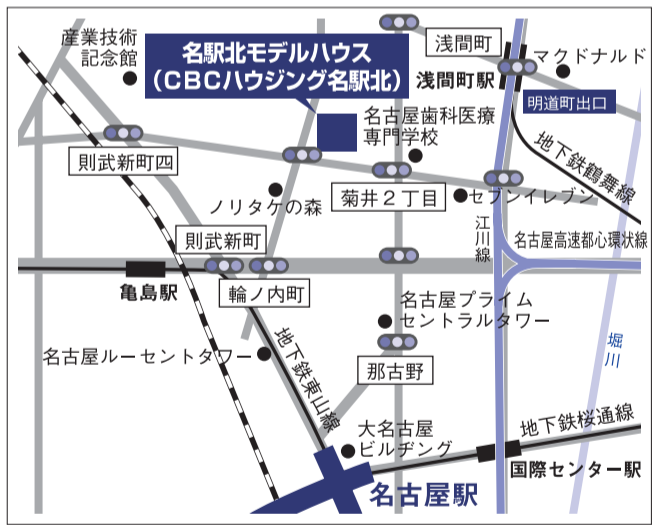 産業技術
記念館
名駅北モデルハウス
（CBCハウジング名駅北）
浅間町
マクドナルド
浅間町駅
明道町出口
名古屋歯科医療
専門学校
地下鉄鶴舞線
則武新町四
ノリタケの森
菊井２丁目
セブンイレブン
則武新町
江川線
名古屋高速都心環状線
亀島駅
輪ノ内町
名古屋プライム
セントラルタワー
堀川
名古屋ルーセントタワー
地下鉄東山線
那古野
大名古屋
ビルヂング
地下鉄桜通線
国際センター駅
名古屋駅